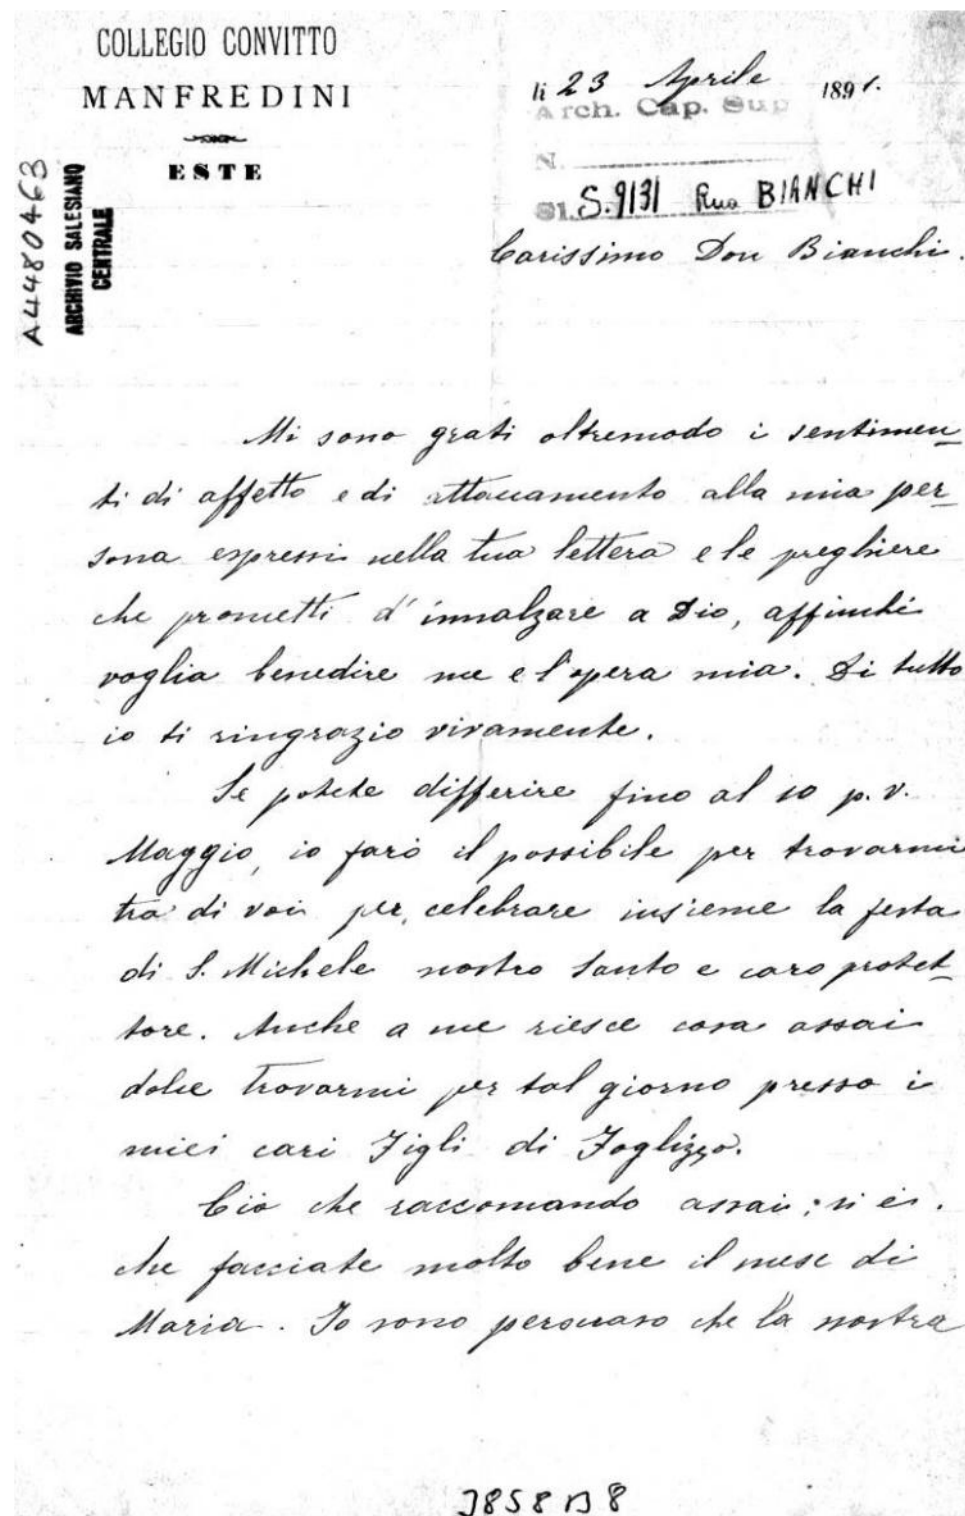 COLLEGIO CONVITTO
MANFREDINI
ESTE
li 23 Aprile 1891.
Arch. Cap. Sup
N.
S. 9131 Rua BIANCHI
A4480463
ARCHIVIO SALESIANO
CENTRALE
Carissimo Don Bianchi.
Mi sono grati oltremodo i sentimen-
ti di affetto e di attaccamento alla mia per-
sona espressi nella tua lettera e le preghiere
che prometti d'innalzare a Dio, affinchè
voglia benedire me e l'opera mia. Di tutto
io ti ringrazio vivamente.
Se potete differire fino al 10 p. v.
Maggio, io farò il possibile per trovarmi
tra di voi per celebrare insieme la festa
di S. Michele nostro Santo e caro protet-
tore. Anche a me riesce cosa assai
dolce trovarmi per tal giorno presso i
miei cari Figli di Foglizzo.
Ciò che raccomando assai; si è
che facciate molto bene il mese di
Maria. Io sono persuaso che la nostra